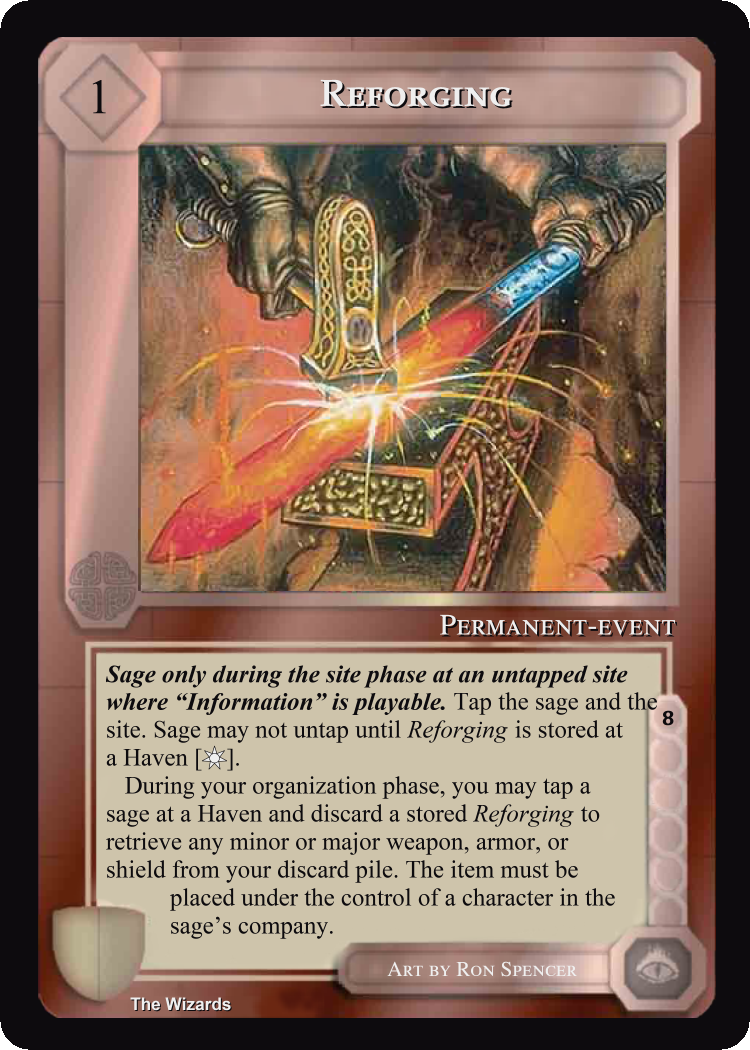 1
REFORGING
PERMANENT-EVENT
Sage only during the site phase at an untapped site
where “Information” is playable. Tap the sage and the
site. Sage may not untap until Reforging is stored at
a Haven [ ].
During your organization phase, you may tap a
sage at a Haven and discard a stored Reforging to
retrieve any minor or major weapon, armor, or
shield from your discard pile. The item must be
placed under the control of a character in the
sage’s company.
8
ART BY RON SPENCER
The Wizards